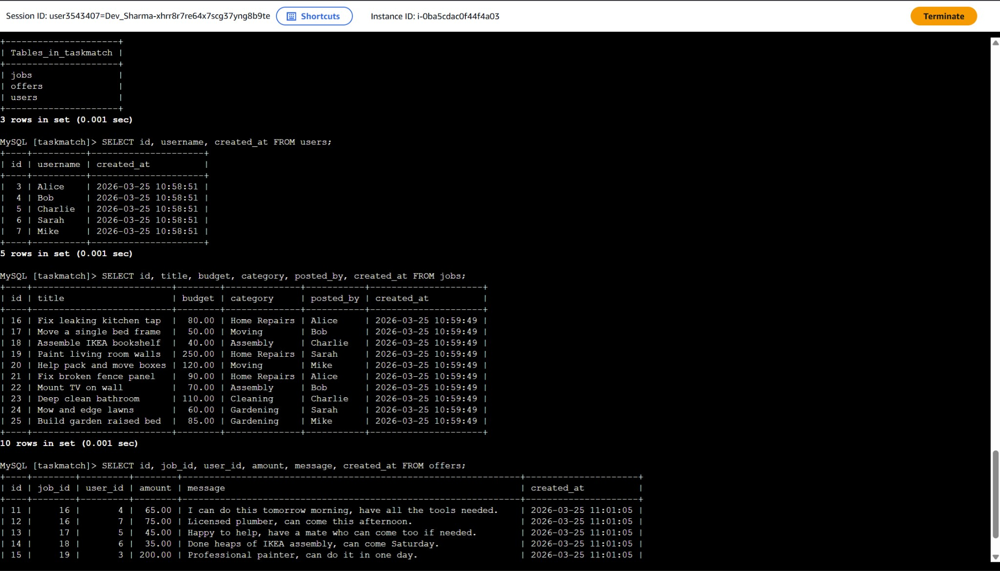 Session ID: user3543407=Dev_Sharma-xhrr8r7re64x7scg37yng8b9te Shortcuts Instance ID: i-0ba5cdac0f44f4a03 Terminate
+---------------------+
| Tables_in_taskmatch |
+---------------------+
| jobs                |
| offers              |
| users               |
+---------------------+
3 rows in set (0.001 sec)
MySQL [taskmatch]> SELECT id, username, created_at FROM users;
+----+----------+---------------------+
| id | username | created_at          |
+----+----------+---------------------+
|  3 | Alice    | 2026-03-25 10:58:51 |
|  4 | Bob      | 2026-03-25 10:58:51 |
|  5 | Charlie  | 2026-03-25 10:58:51 |
|  6 | Sarah    | 2026-03-25 10:58:51 |
|  7 | Mike     | 2026-03-25 10:58:51 |
+----+----------+---------------------+
5 rows in set (0.001 sec)
MySQL [taskmatch]> SELECT id, title, budget, category, posted_by, created_at FROM jobs;
+----+--------------------------+--------+--------------+-----------+---------------------+
| id | title                    | budget | category     | posted_by | created_at          |
+----+--------------------------+--------+--------------+-----------+---------------------+
| 16 | Fix leaking kitchen tap  |  80.00 | Home Repairs | Alice     | 2026-03-25 10:59:49 |
| 17 | Move a single bed frame  |  50.00 | Moving       | Bob       | 2026-03-25 10:59:49 |
| 18 | Assemble IKEA bookshelf  |  40.00 | Assembly     | Charlie   | 2026-03-25 10:59:49 |
| 19 | Paint living room walls  | 250.00 | Home Repairs | Sarah     | 2026-03-25 10:59:49 |
| 20 | Help pack and move boxes | 120.00 | Moving       | Mike      | 2026-03-25 10:59:49 |
| 21 | Fix broken fence panel   |  90.00 | Home Repairs | Alice     | 2026-03-25 10:59:49 |
| 22 | Mount TV on wall         |  70.00 | Assembly     | Bob       | 2026-03-25 10:59:49 |
| 23 | Deep clean bathroom      | 110.00 | Cleaning     | Charlie   | 2026-03-25 10:59:49 |
| 24 | Mow and edge lawns       |  60.00 | Gardening    | Sarah     | 2026-03-25 10:59:49 |
| 25 | Build garden raised bed  |  85.00 | Gardening    | Mike      | 2026-03-25 10:59:49 |
+----+--------------------------+--------+--------------+-----------+---------------------+
10 rows in set (0.001 sec)
MySQL [taskmatch]> SELECT id, job_id, user_id, amount, message, created_at FROM offers;
+----+--------+---------+--------+---------------------------------------------------------------+---------------------+
| id | job_id | user_id | amount | message                                                       | created_at          |
+----+--------+---------+--------+---------------------------------------------------------------+---------------------+
| 11 |     16 |       4 |  65.00 | I can do this tomorrow morning, have all the tools needed.    | 2026-03-25 11:01:05 |
| 12 |     16 |       7 |  75.00 | Licensed plumber, can come this afternoon.                    | 2026-03-25 11:01:05 |
| 13 |     17 |       5 |  45.00 | Happy to help, have a mate who can come too if needed.        | 2026-03-25 11:01:05 |
| 14 |     18 |       6 |  35.00 | Done heaps of IKEA assembly, can come Saturday.               | 2026-03-25 11:01:05 |
| 15 |     19 |       3 | 200.00 | Professional painter, can do it in one day.                   | 2026-03-25 11:01:05 |